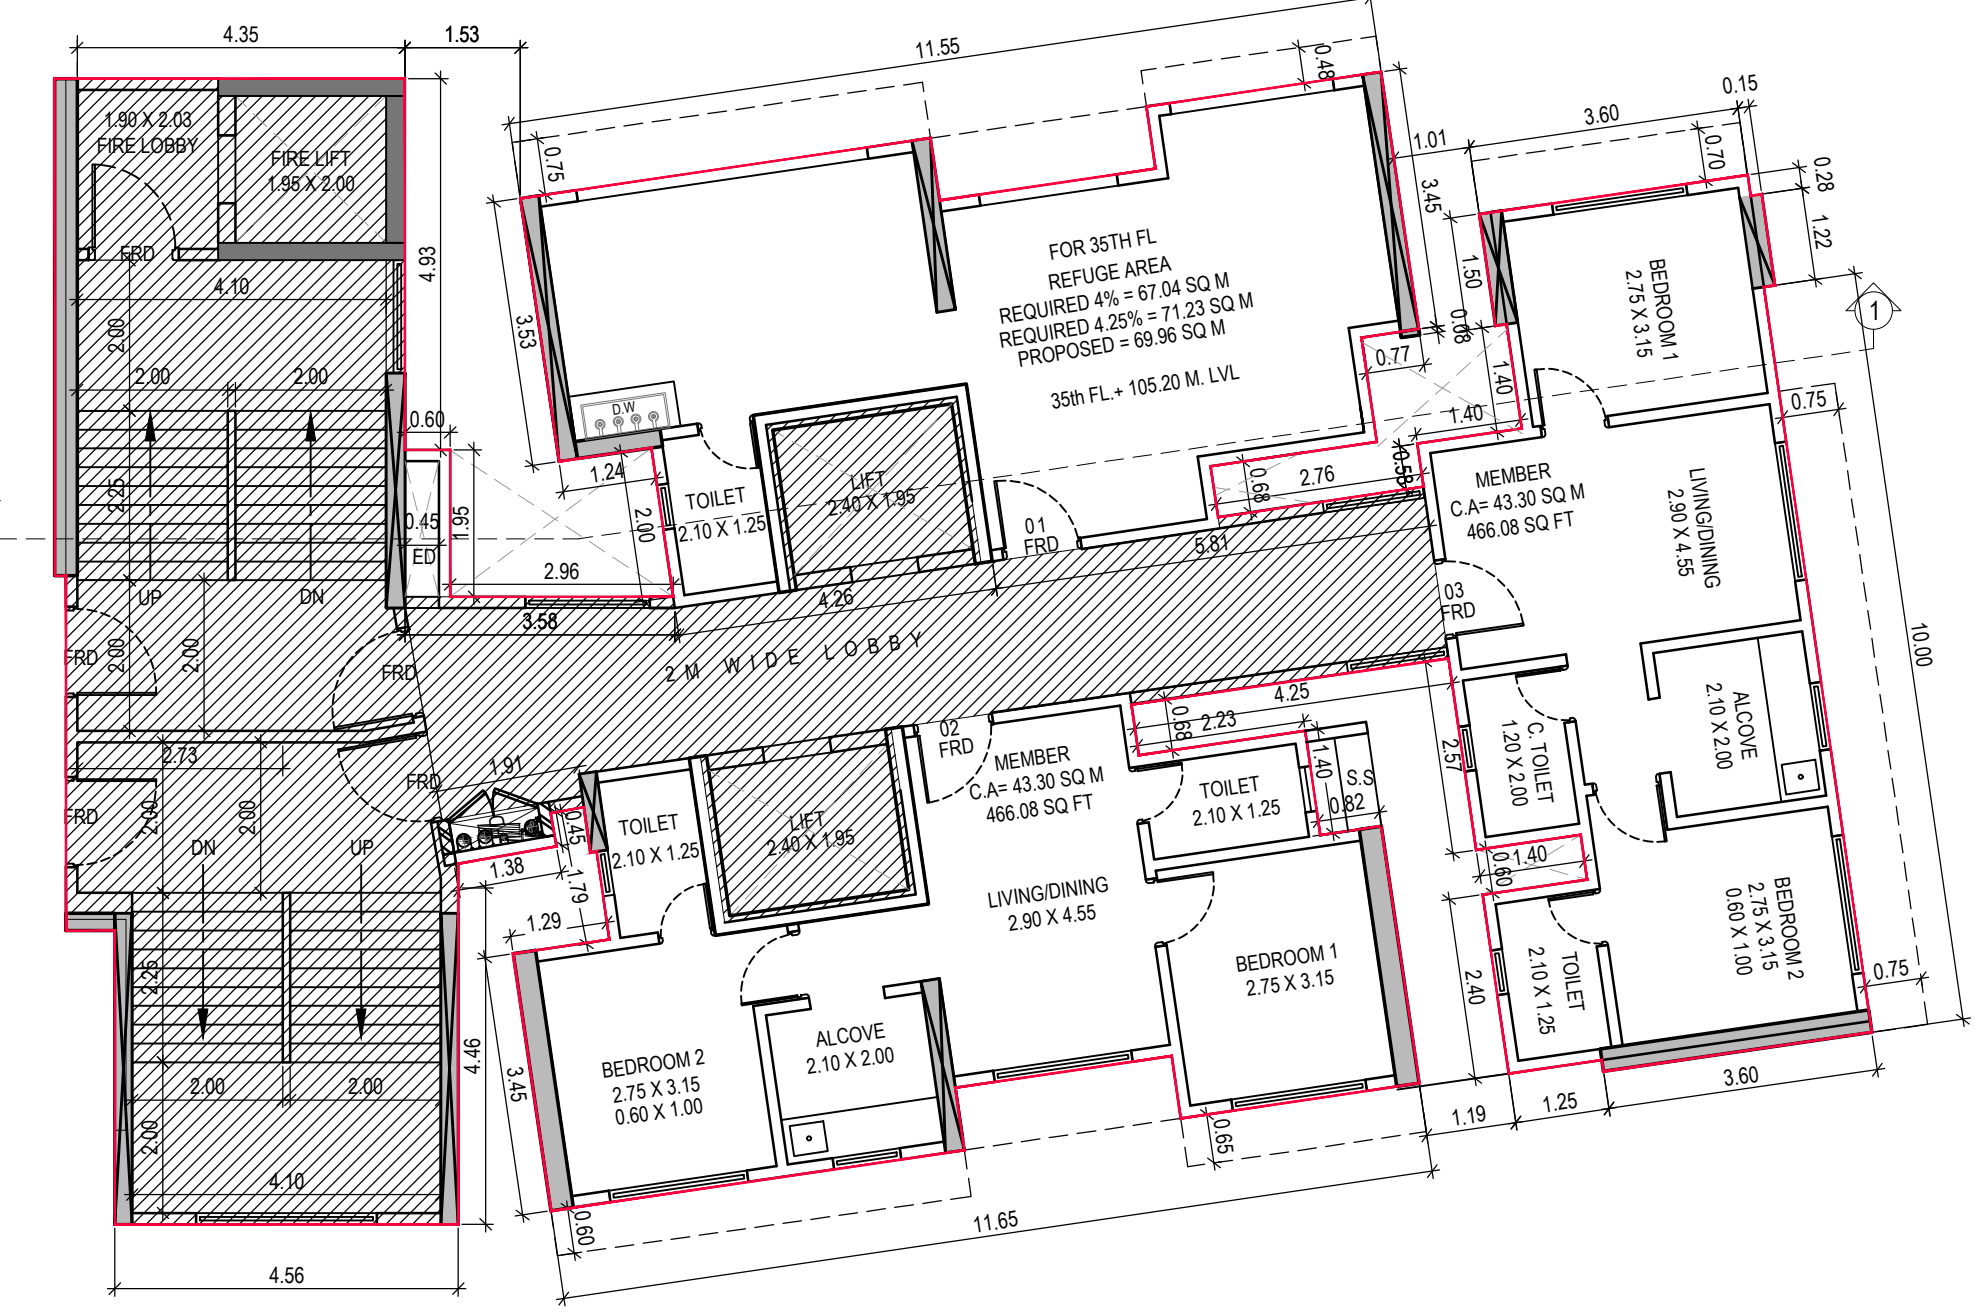 4.35
1.53
11.55
0.48
0.15
3.60
1.01
0.70
0.28
1.22
3.45
0.75
1.90 X 2.03
FIRE LOBBY
FIRE LIFT
1.95 X 2.00
FRD
4.93
4.10
2.00
2.00
2.00
0.60
2.25
0.45
ED
1.95
UP
DN
3.53
D.W
1.24
2.00
2.96
3.58
TOILET
2.10 X 1.25
LIFT
2.40 X 1.95
FOR 35TH FL
REFUGE AREA
REQUIRED 4% = 67.04 SQ M
REQUIRED 4.25% = 71.23 SQ M
PROPOSED = 69.96 SQ M
35th FL.+ 105.20 M. LVL
01
FRD
0.68
2.76
0.58
0.77
1.50
0.08
1.40
1.40
BEDROOM 1
2.75 X 3.15
1
0.75
MEMBER
C.A= 43.30 SQ M
466.08 SQ FT
LIVING/DINING
2.90 X 4.55
03
FRD
10.00
5.81
4.26
2 M WIDE LOBBY
FRD
2.00
2.00
FRD
2.73
1.91
FRD
FRD
2.00
2.00
DN
UP
2.25
2.00
2.00
2.00
4.10
4.56
4.46
0.45
1.38
1.79
1.29
TOILET
2.10 X 1.25
LIFT
2.40 X 1.95
02
FRD
MEMBER
C.A= 43.30 SQ M
466.08 SQ FT
LIVING/DINING
2.90 X 4.55
4.25
0.68
2.23
1.40
S.S
0.82
TOILET
2.10 X 1.25
BEDROOM 1
2.75 X 3.15
2.57
C. TOILET
1.20 X 2.00
ALCOVE
2.10 X 2.00
1.40
0.60
BEDROOM 2
2.75 X 3.15
0.60 X 1.00
TOILET
2.10 X 1.25
2.40
0.75
3.60
1.25
1.19
3.45
BEDROOM 2
2.75 X 3.15
0.60 X 1.00
ALCOVE
2.10 X 2.00
0.65
0.60
11.65